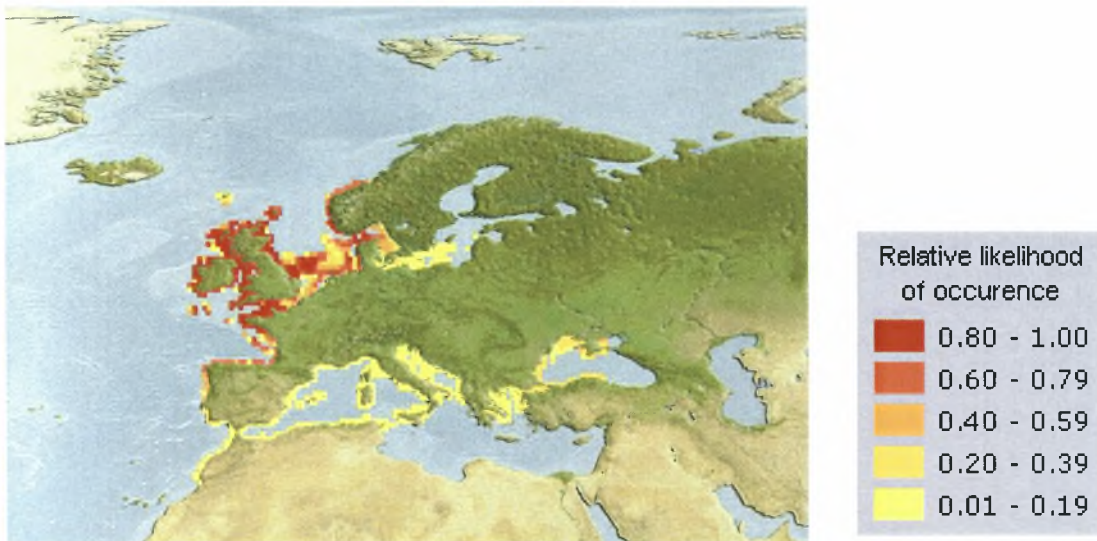 Relative likelihood
of occurence
0.80 - 1.00
0.60 - 0.79
0.40 - 0.59
0.20 - 0.39
0.01 - 0.19